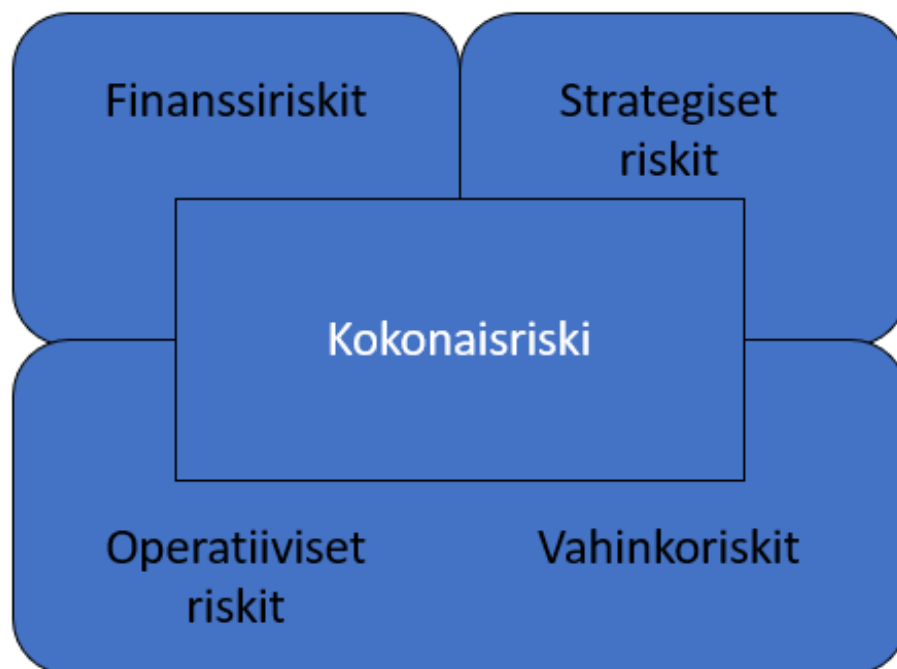 Finanssiriskit
Strategiset
riskit
Kokonaisriski
Operatiiviset
riskit
Vahinkoriskit